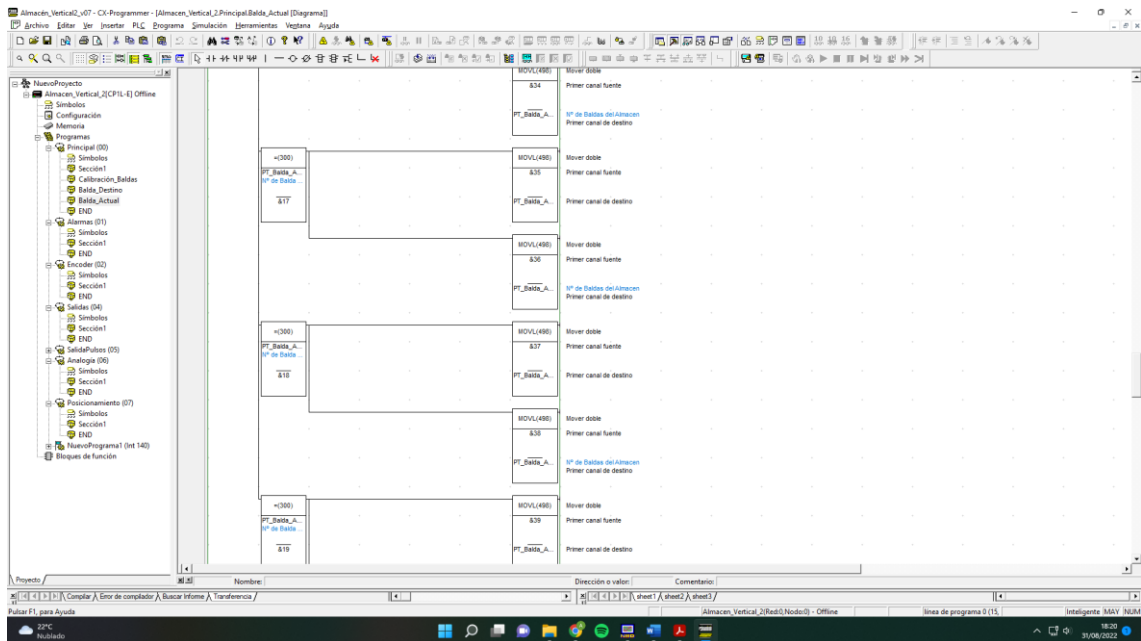 Almacén_Vertical2_v07 - CX-Programmer - [Almacen_Vertical_2.Principal.Balda_Actual [Diagrama]]
Archivo Editar Ver Insertar PLC Programa Simulación Herramientas Ventana Ayuda
NuevoProyecto
Almacen_Vertical_2[CP1L-E] Offline
Símbolos
Configuración
Memoria
Programas
Principal (00)
Símbolos
Sección1
Calibración_Baldas
Balda_Destino
Balda_Actual
END
Alarmas (01)
Símbolos
Sección1
END
Encoder (02)
Símbolos
Sección1
END
Salidas (04)
Símbolos
Sección1
END
SalidaPulsos (05)
Analogía (06)
Símbolos
Sección1
END
Posicionamiento (07)
Símbolos
Sección1
END
NuevoPrograma1 (Int 140)
Bloques de función
MOVL(498) Mover doble
&34 Primer canal fuente
PT_Balda_A... Nº de Baldas del Almacen
Primer canal de destino
=(300) MOVL(498) Mover doble
PT_Balda_A... &35 Primer canal fuente
Nº de Balda ...
&17 PT_Balda_A... Primer canal de destino
MOVL(498) Mover doble
&36 Primer canal fuente
PT_Balda_A... Nº de Baldas del Almacen
Primer canal de destino
=(300) MOVL(498) Mover doble
PT_Balda_A... &37 Primer canal fuente
Nº de Balda ...
&18 PT_Balda_A... Primer canal de destino
MOVL(498) Mover doble
&38 Primer canal fuente
PT_Balda_A... Nº de Baldas del Almacen
Primer canal de destino
=(300) MOVL(498) Mover doble
PT_Balda_A... &39 Primer canal fuente
Nº de Balda ...
&19 PT_Balda_A... Primer canal de destino
Proyecto
Nombre: Dirección o valor: Comentario:
Compilar Error de compilador Buscar Informe Transferencia sheet1 sheet2 sheet3
Pulsar F1, para Ayuda Almacen_Vertical_2(Red:0,Nodo:0) - Offline línea de programa 0 (15, Inteligente MAY NUM
22°C
Nublado
18:20
31/08/2022